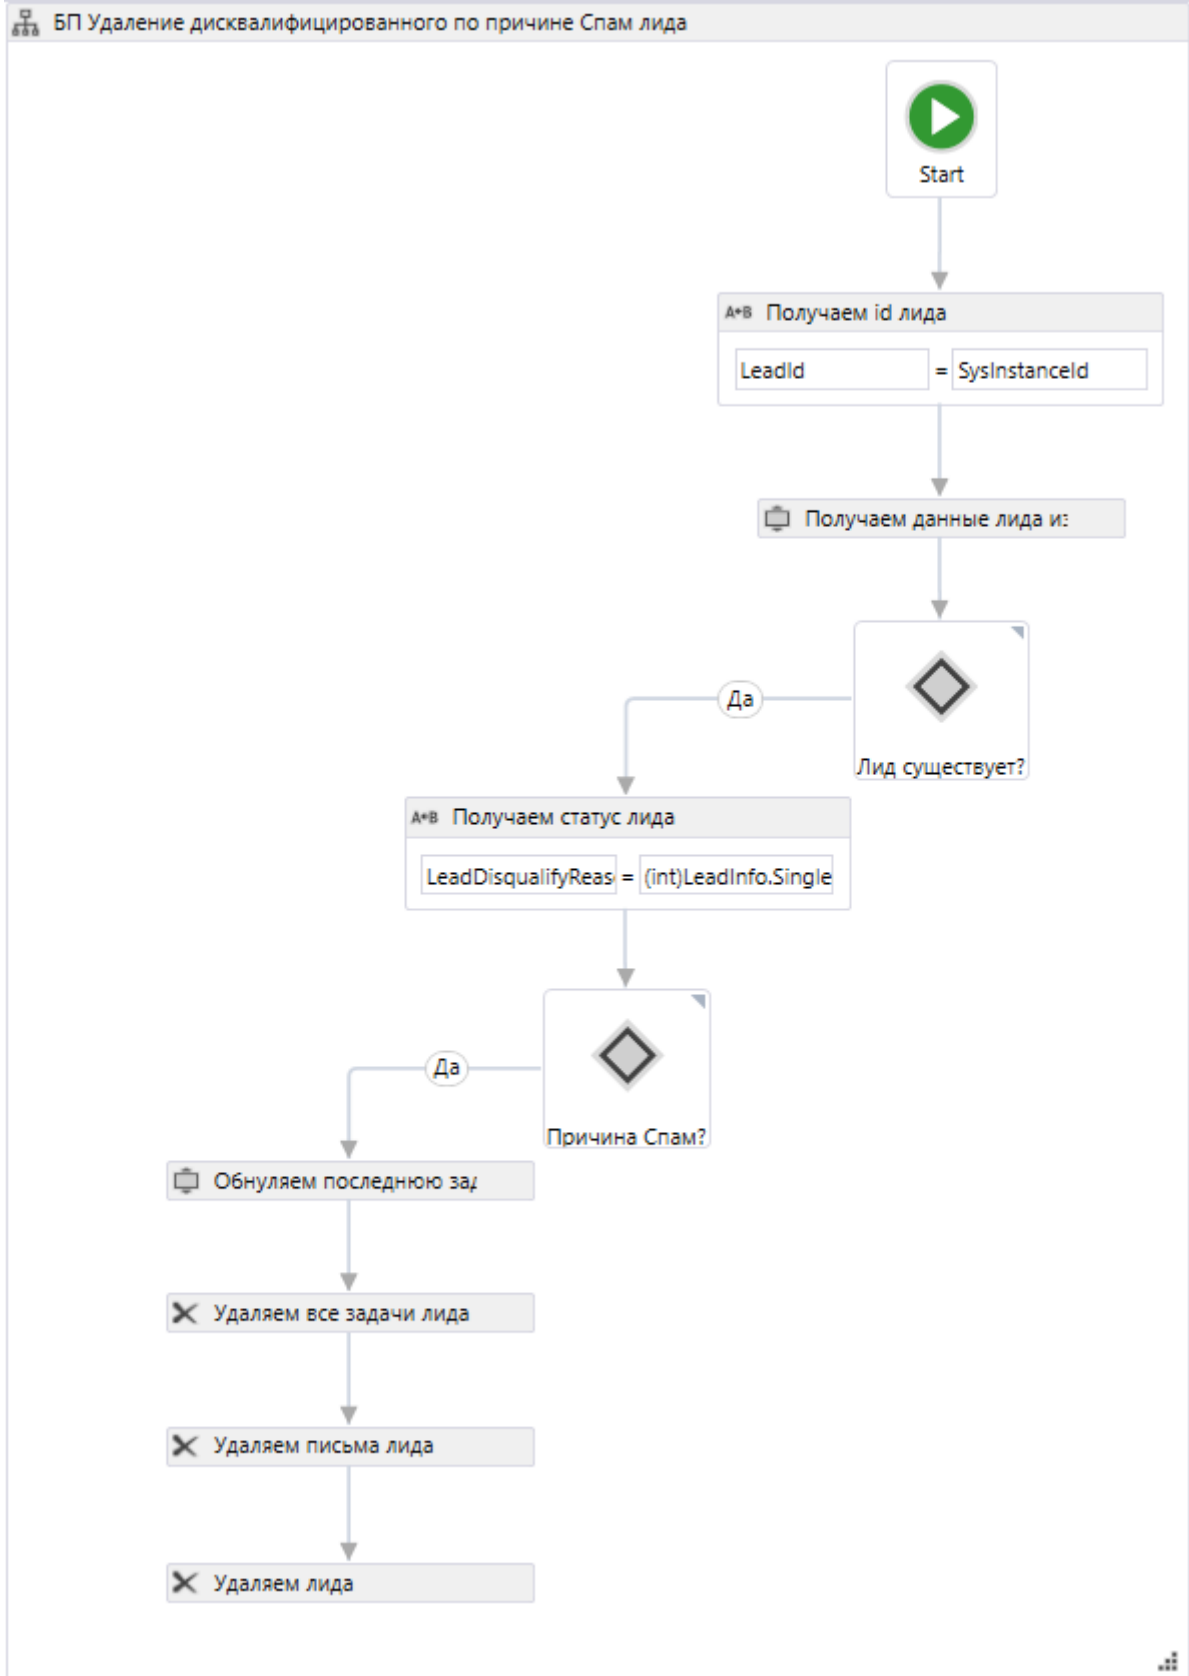 БП Удаление дисквалифицированного по причине Спам лида
Start
A+B Получаем id лида
LeadId = SysInstanceId
Получаем данные лида из
Да
Лид существует?
A+B Получаем статус лида
LeadDisqualifyReas = (int)LeadInfo.Single
Да
Причина Спам?
Обнуляем последнюю зад
Удаляем все задачи лида
Удаляем письма лида
Удаляем лида